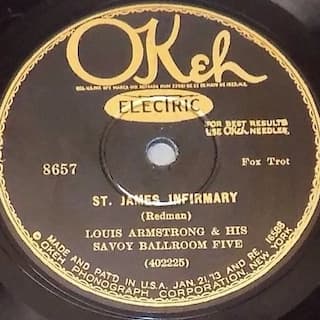 OKeh
ELECTRIC
FOR BEST RESULTS
USE OKeh NEEDLES
8657
Fox Trot
ST. JAMES INFIRMARY
(Redman)
LOUIS ARMSTRONG & HIS
SAVOY BALLROOM FIVE
(402225)
MADE AND PAT'D IN U.S.A. JAN. 21, '13 AND RE. 16588
OKEH PHONOGRAPH CORPORATION, NEW YORK.